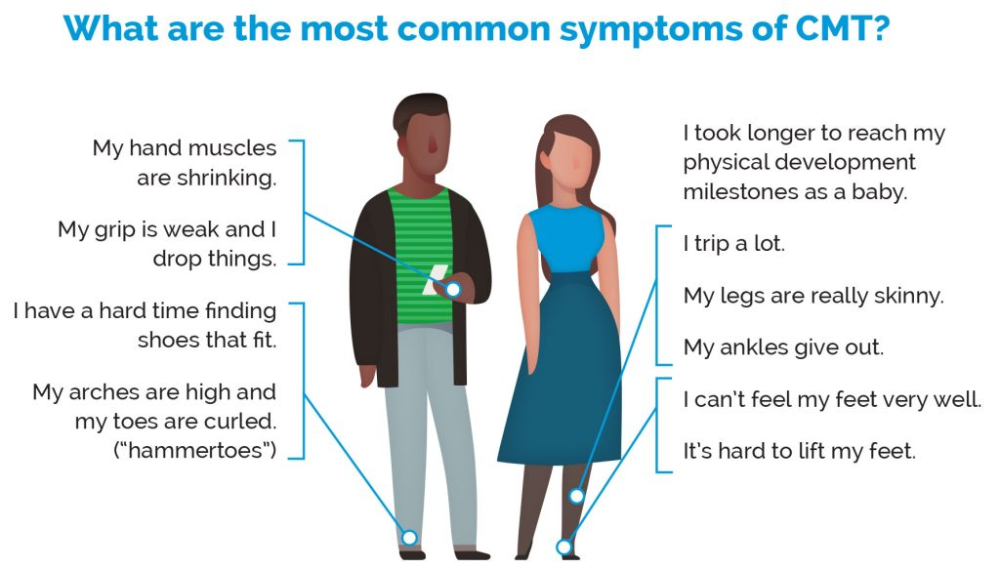 What are the most common symptoms of CMT?
My hand muscles
are shrinking.
My grip is weak and I
drop things.
I have a hard time finding
shoes that fit.
My arches are high and
my toes are curled.
(“hammertoes”)
I took longer to reach my
physical development
milestones as a baby.
I trip a lot.
My legs are really skinny.
My ankles give out.
I can’t feel my feet very well.
It’s hard to lift my feet.